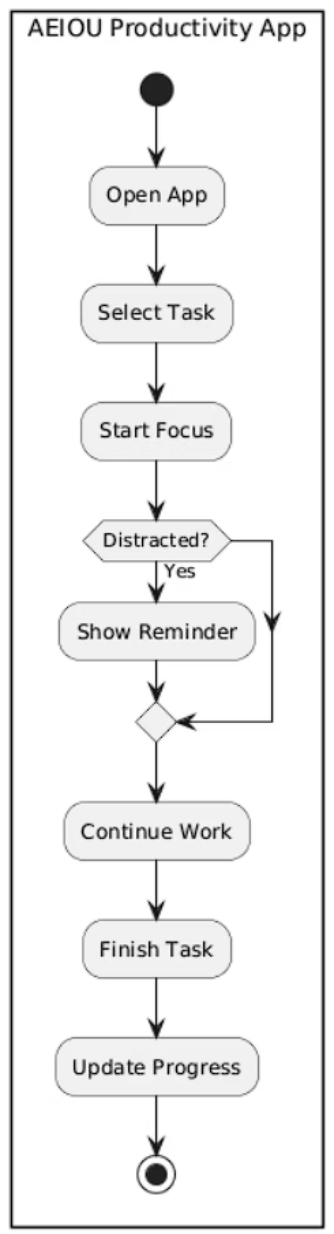 AEIOU Productivity App
Open App
Select Task
Start Focus
Distracted?
Yes
Show Reminder
Continue Work
Finish Task
Update Progress